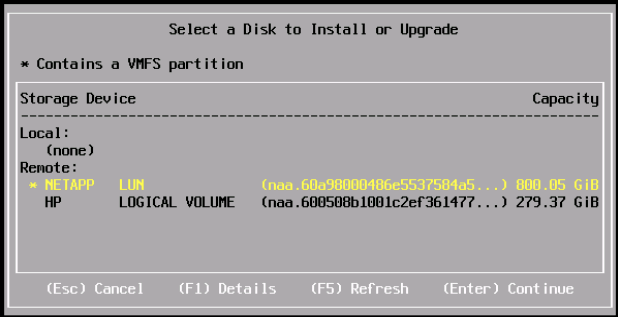 Select a Disk to Install or Upgrade
* Contains a VMFS partition
Storage Device Capacity
--------------------------------------------------------------------------------
Local:
(none)
Remote:
* NETAPP LUN (naa.60a98000486e5537584a5...) 800.05 GiB
HP LOGICAL VOLUME (naa.600508b1001c2ef361477...) 279.37 GiB
(Esc) Cancel (F1) Details (F5) Refresh (Enter) Continue